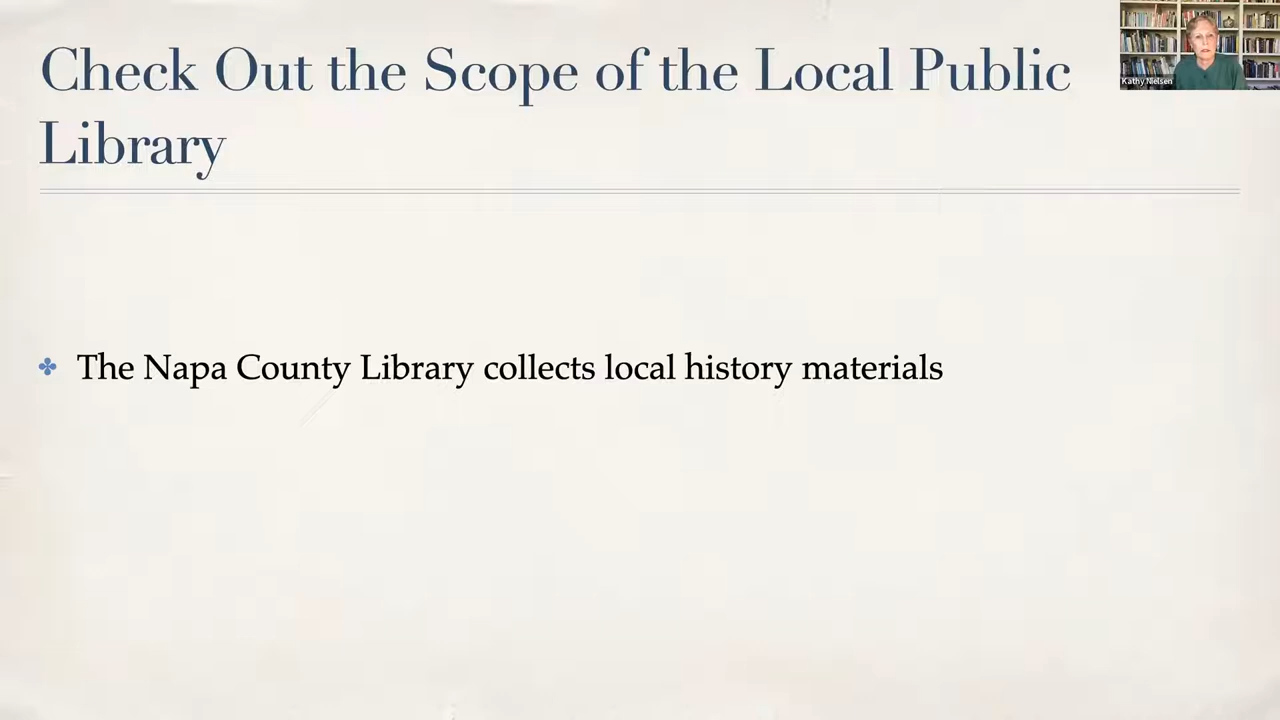 Check Out the Scope of the Local Public
Library
Kathy Nielsen
The Napa County Library collects local history materials